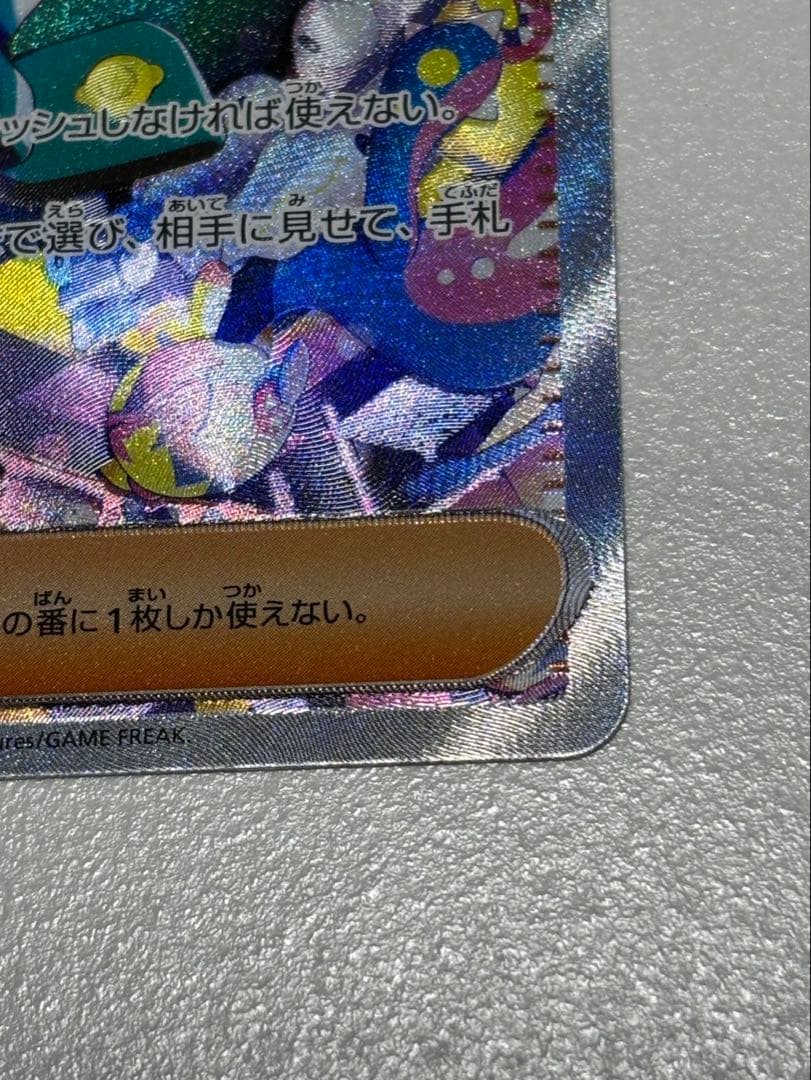 ッシュしなければ使えない。
で選び、相手に見せて、手札
の番に1枚しか使えない。
ures/GAME FREAK.